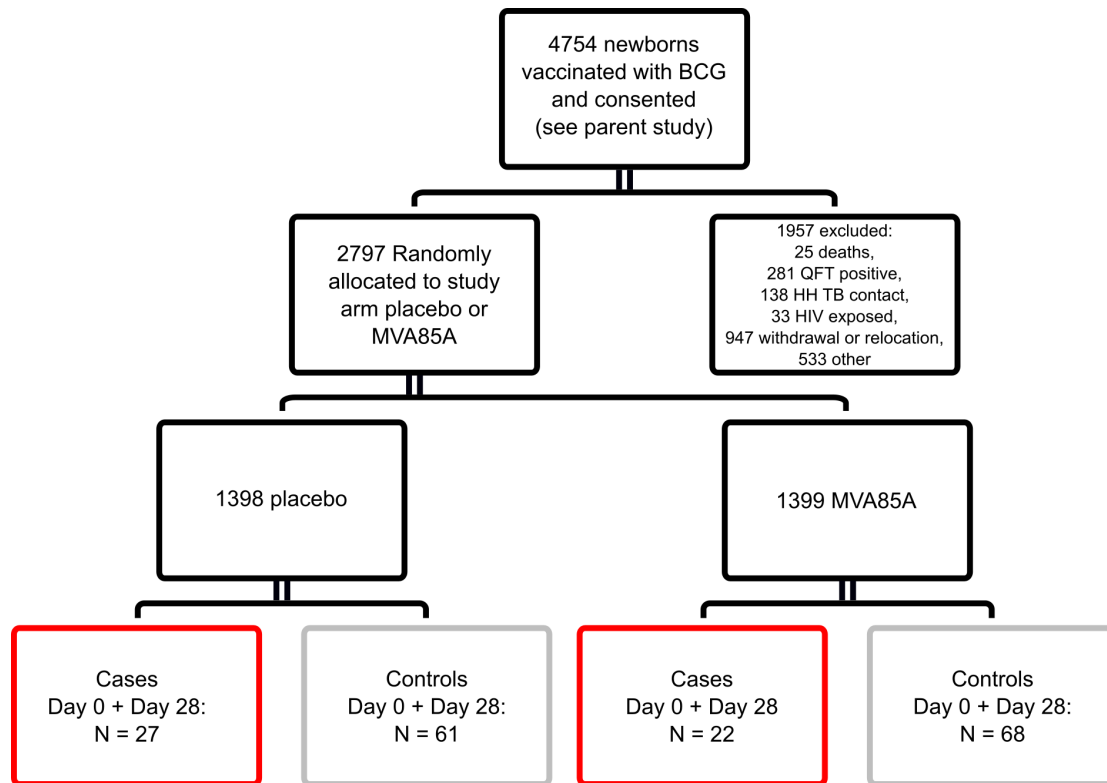 4754 newborns
vaccinated with BCG
and consented
(see parent study)
2797 Randomly
allocated to study
arm placebo or
MVA85A
1957 excluded:
25 deaths,
281 QFT positive,
138 HH TB contact,
33 HIV exposed,
947 withdrawal or relocation,
533 other
1398 placebo
1399 MVA85A
Cases
Day 0 + Day 28:
N = 27
Controls
Day 0 + Day 28:
N = 61
Cases
Day 0 + Day 28
N = 22
Controls
Day 0 + Day 28:
N = 68